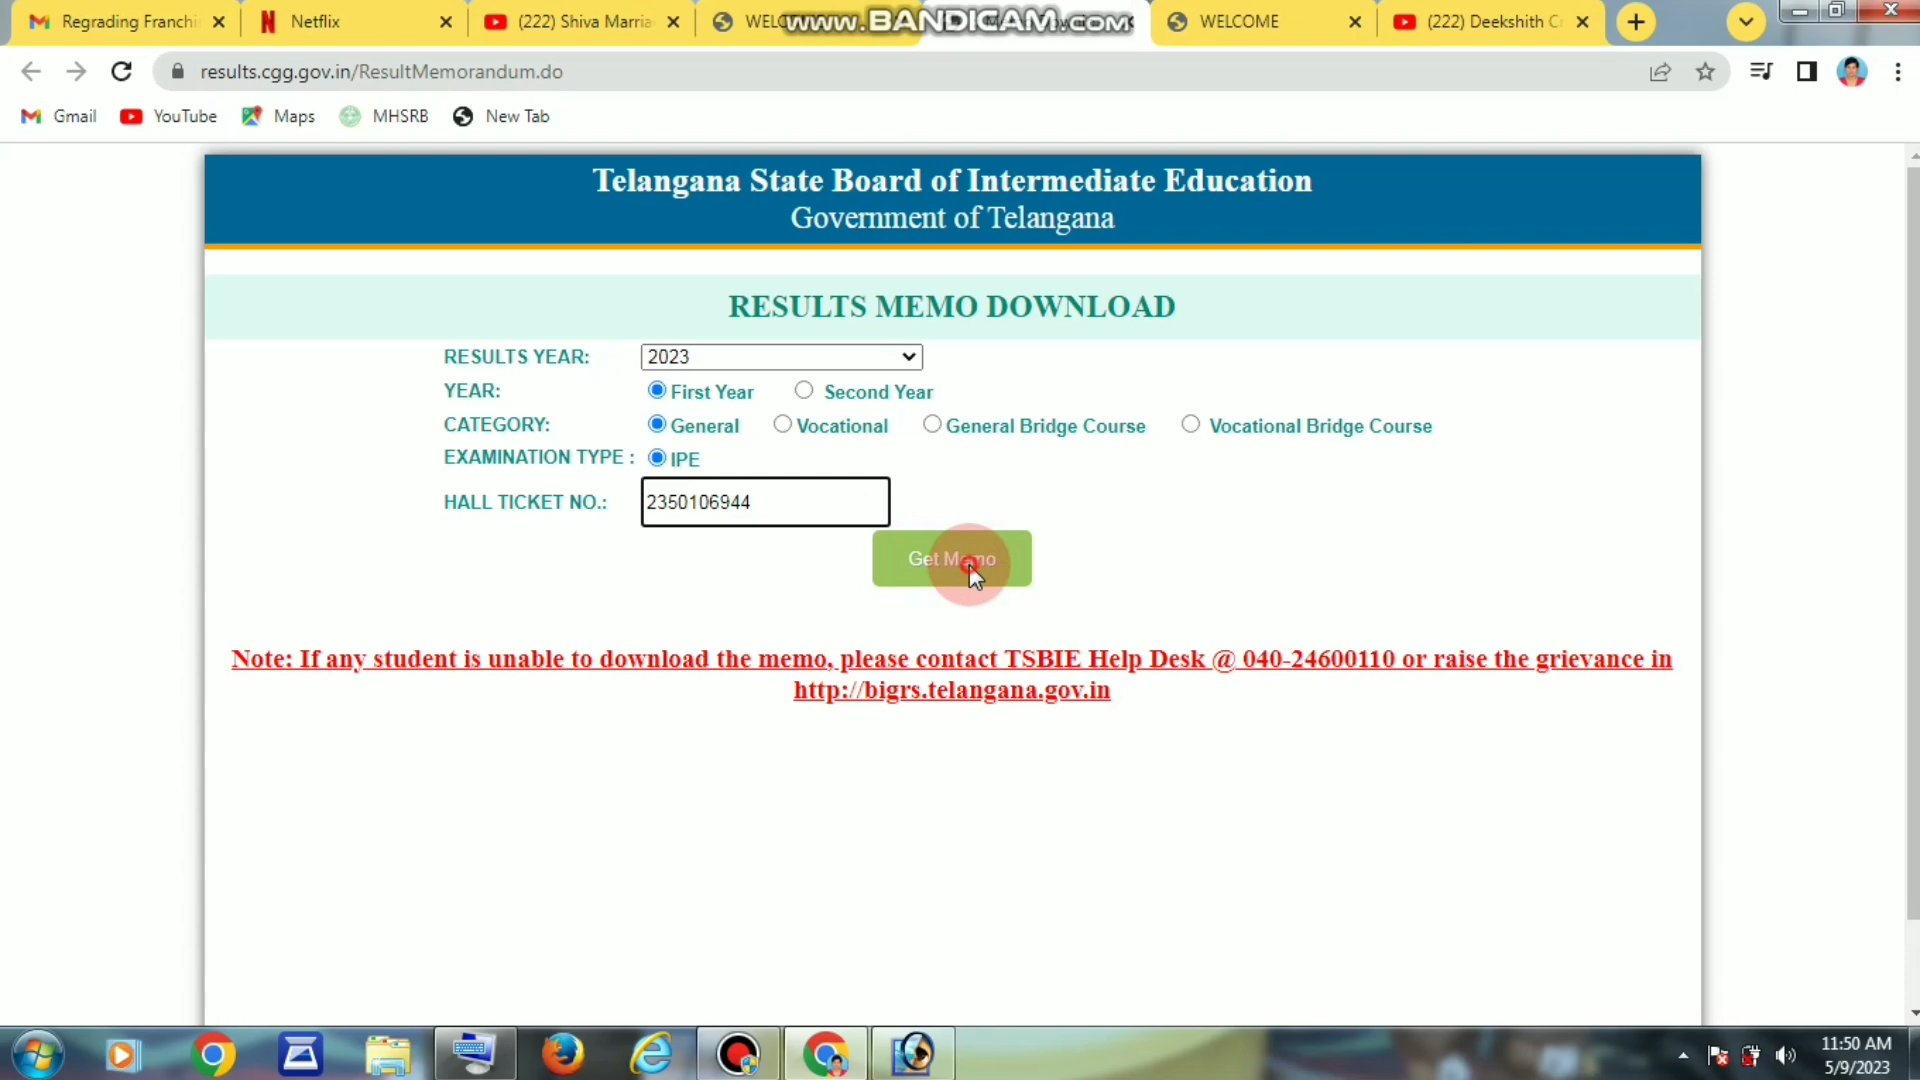 Regrading Franchi
Netflix
(222) Shiva Marria
WELC
WWW.BANDICAM.COM
WELCOME
(222) Deekshith C
results.cgg.gov.in/ResultMemorandum.do
Gmail
YouTube
Maps
MHSRB
New Tab
Telangana State Board of Intermediate Education
Government of Telangana
RESULTS MEMO DOWNLOAD
RESULTS YEAR: 2023
YEAR: First Year Second Year
CATEGORY: General Vocational General Bridge Course Vocational Bridge Course
EXAMINATION TYPE : IPE
HALL TICKET NO.: 2350106944
Get Memo
Note: If any student is unable to download the memo, please contact TSBIE Help Desk @ 040-24600110 or raise the grievance in
http://bigrs.telangana.gov.in
11:50 AM
5/9/2023